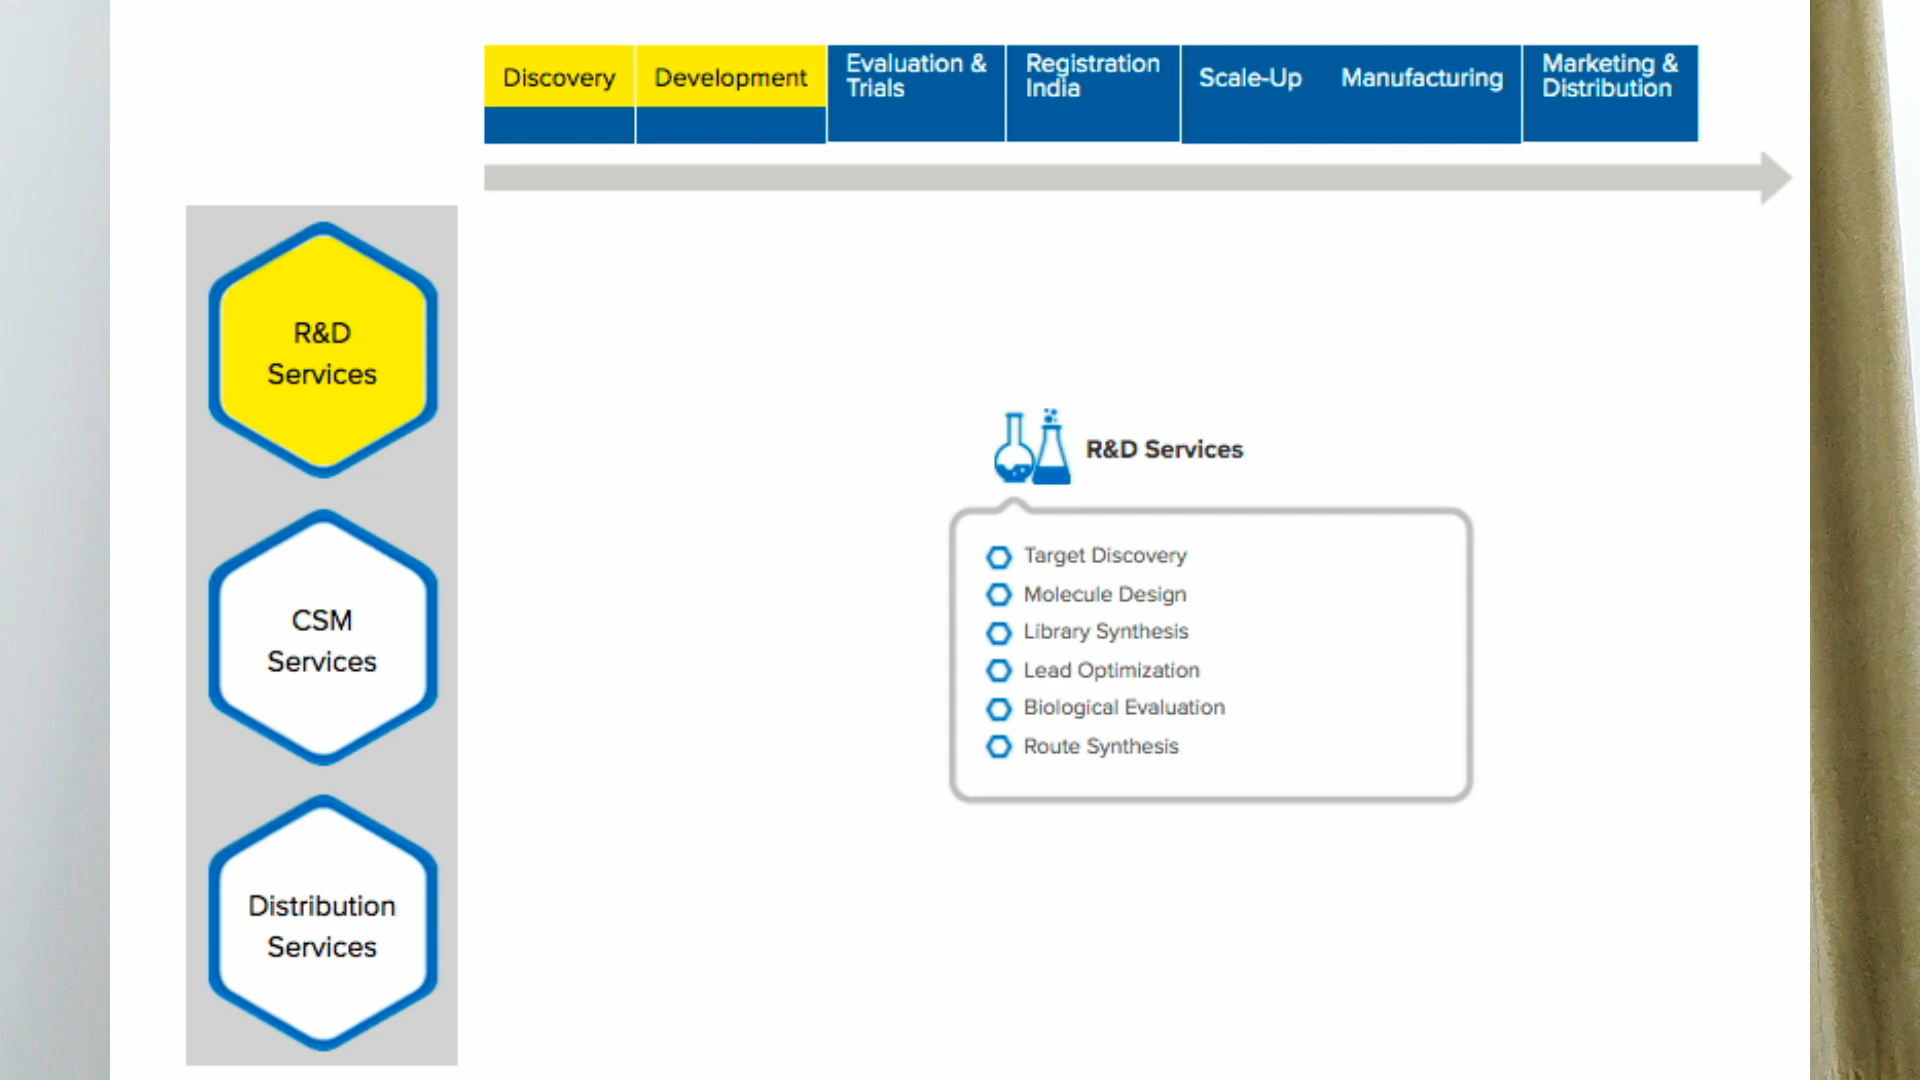 Discovery
Development
Evaluation &
Trials
Registration
India
Scale-Up
Manufacturing
Marketing &
Distribution
R&D
Services
CSM
Services
Distribution
Services
R&D Services
Target Discovery
Molecule Design
Library Synthesis
Lead Optimization
Biological Evaluation
Route Synthesis